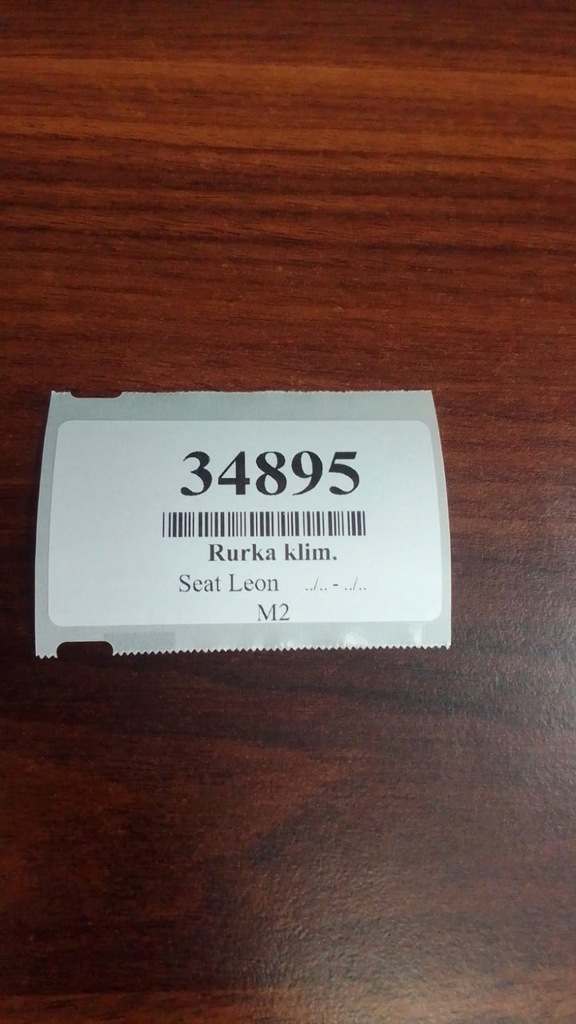 34895
Rurka klim.
Seat Leon ../.. - ../..
M2